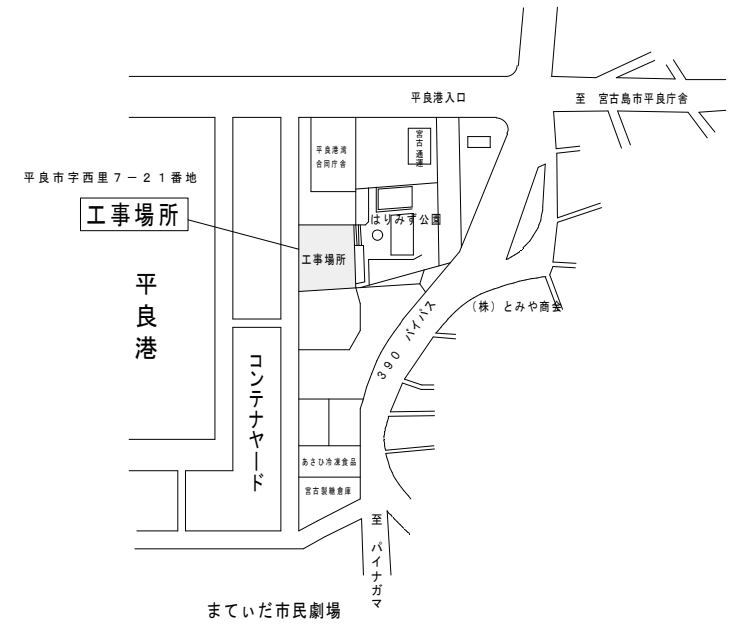 平良港入口
至　宮古島市平良庁舎
平良港湾
合同庁舎
宮古通運
平良市字西里７－２１番地
工事場所
はりみず公園
工事場所
平良港
（株）とみや商会
３９０　バイパス
コンテナヤード
あさひ冷凍食品
宮古製糖倉庫
至　パイナガマ
まてぃだ市民劇場